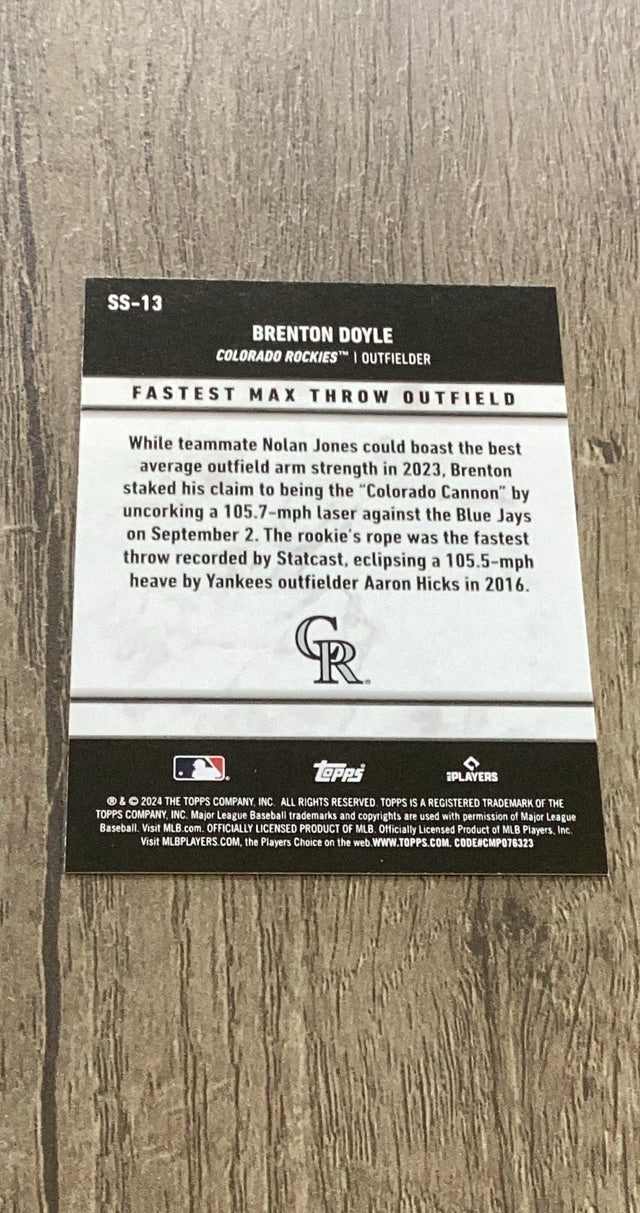 SS-13
BRENTON DOYLE
COLORADO ROCKIES™ | OUTFIELDER
FASTEST MAX THROW OUTFIELD
While teammate Nolan Jones could boast the best
average outfield arm strength in 2023, Brenton
staked his claim to being the “Colorado Cannon” by
uncorking a 105.7-mph laser against the Blue Jays
on September 2. The rookie's rope was the fastest
throw recorded by Statcast, eclipsing a 105.5-mph
heave by Yankees outfielder Aaron Hicks in 2016.
CR
Topps
PLAYERS
® & © 2024 THE TOPPS COMPANY, INC. ALL RIGHTS RESERVED. TOPPS IS A REGISTERED TRADEMARK OF THE
TOPPS COMPANY, INC. Major League Baseball trademarks and copyrights are used with permission of Major League
Baseball. Visit MLB.com. OFFICIALLY LICENSED PRODUCT OF MLB. Officially Licensed Product of MLB Players, Inc.
Visit MLBPLAYERS.COM, the Players Choice on the web.WWW.TOPPS.COM. CODE#CMP076323